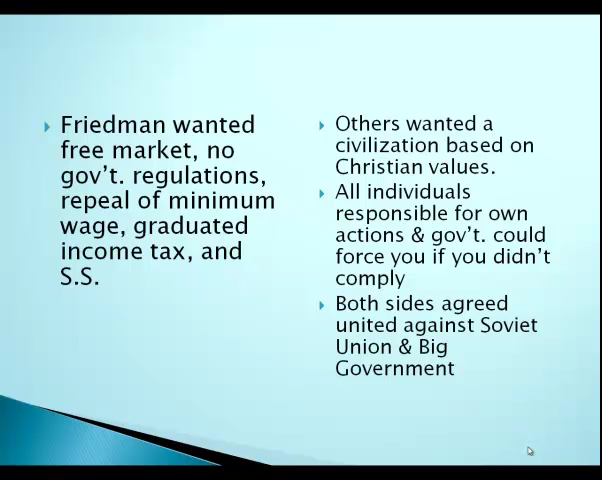 Friedman wanted
free market, no
gov't. regulations,
repeal of minimum
wage, graduated
income tax, and
S.S.
Others wanted a
civilization based on
Christian values.
All individuals
responsible for own
actions & gov't. could
force you if you didn't
comply
Both sides agreed
united against Soviet
Union & Big
Government